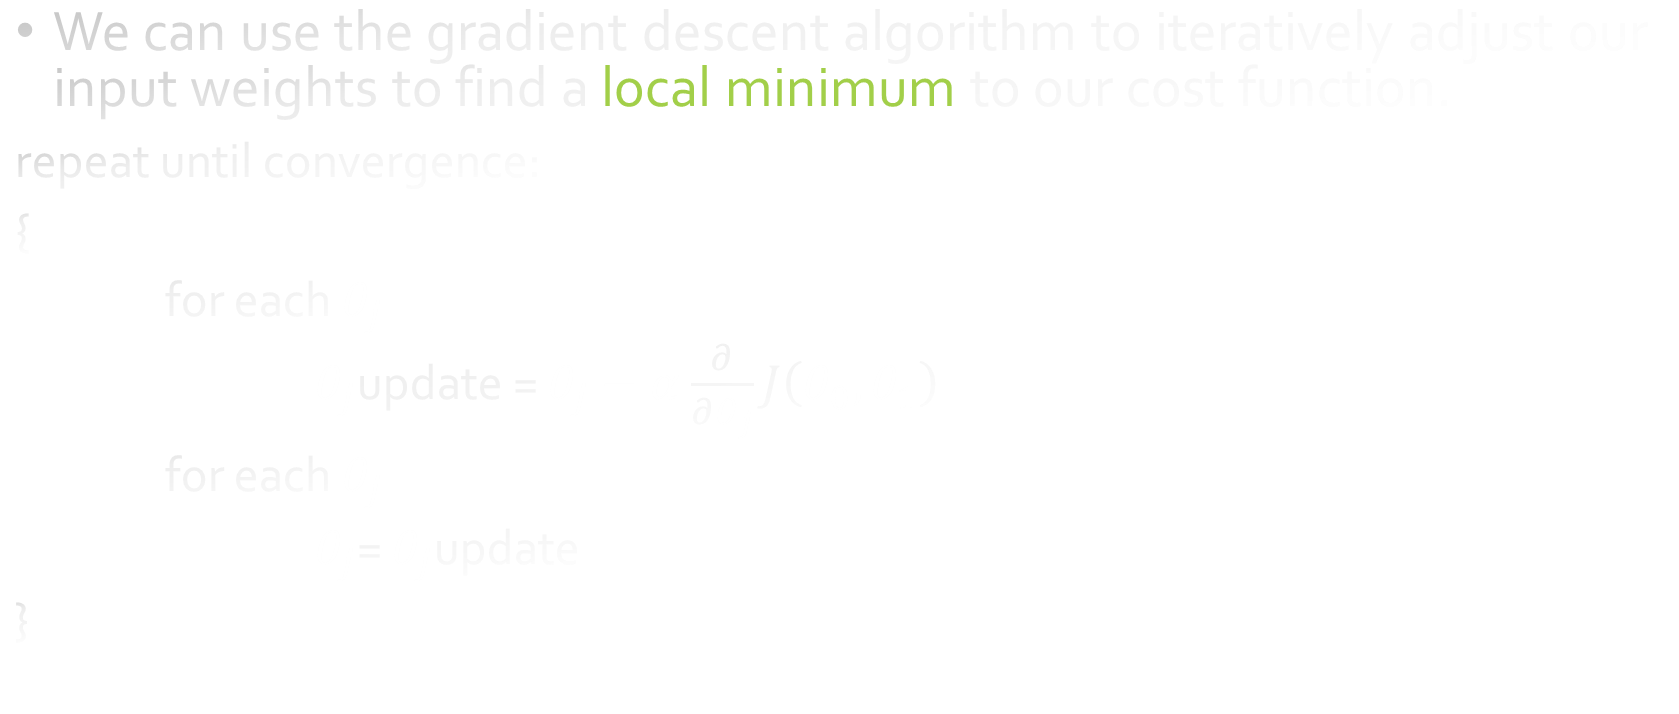 • We can use the gradient descent algorithm to iteratively adjust our
input weights to find a local minimum to our cost function.
repeat until convergence:
{
for each
update = ∂/∂ J( )
for each
= update
}